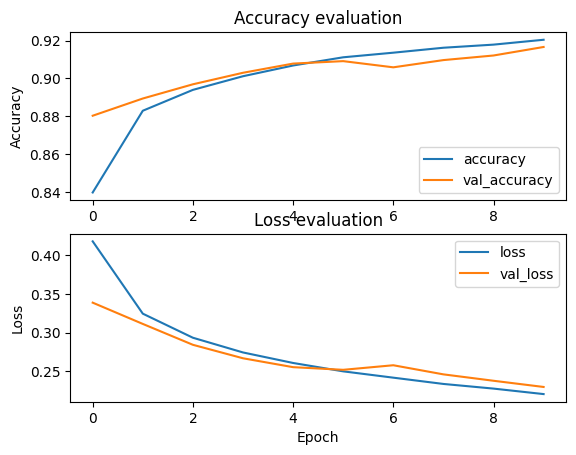 Accuracy evaluation
0.92
0.90
0.88
0.86
0.84
Accuracy
accuracy
val_accuracy
0 2 4 6 8
Loss evaluation
0.40
0.35
0.30
0.25
Loss
loss
val_loss
0 2 4 6 8
Epoch